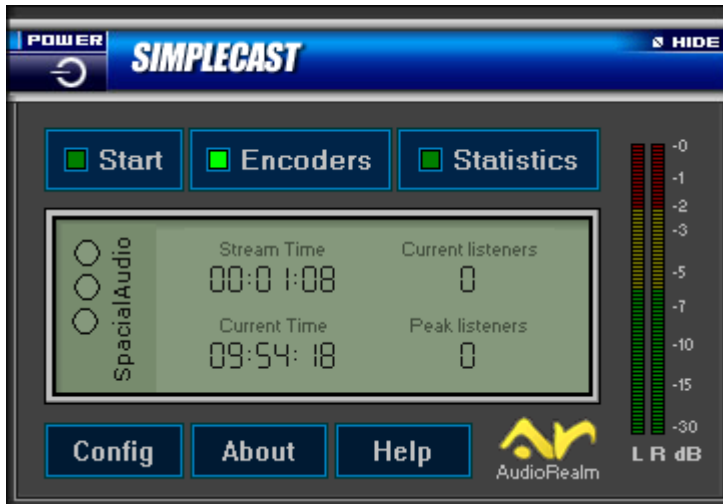 POWER
SIMPLECAST
HIDE
Start
Encoders
Statistics
SpacialAudio
Stream Time
00:01:08
Current listeners
0
Current Time
09:54:18
Peak listeners
0
-0
-1
-2
-3
-5
-7
-10
-15
-30
L R dB
Config
About
Help
AudioRealm